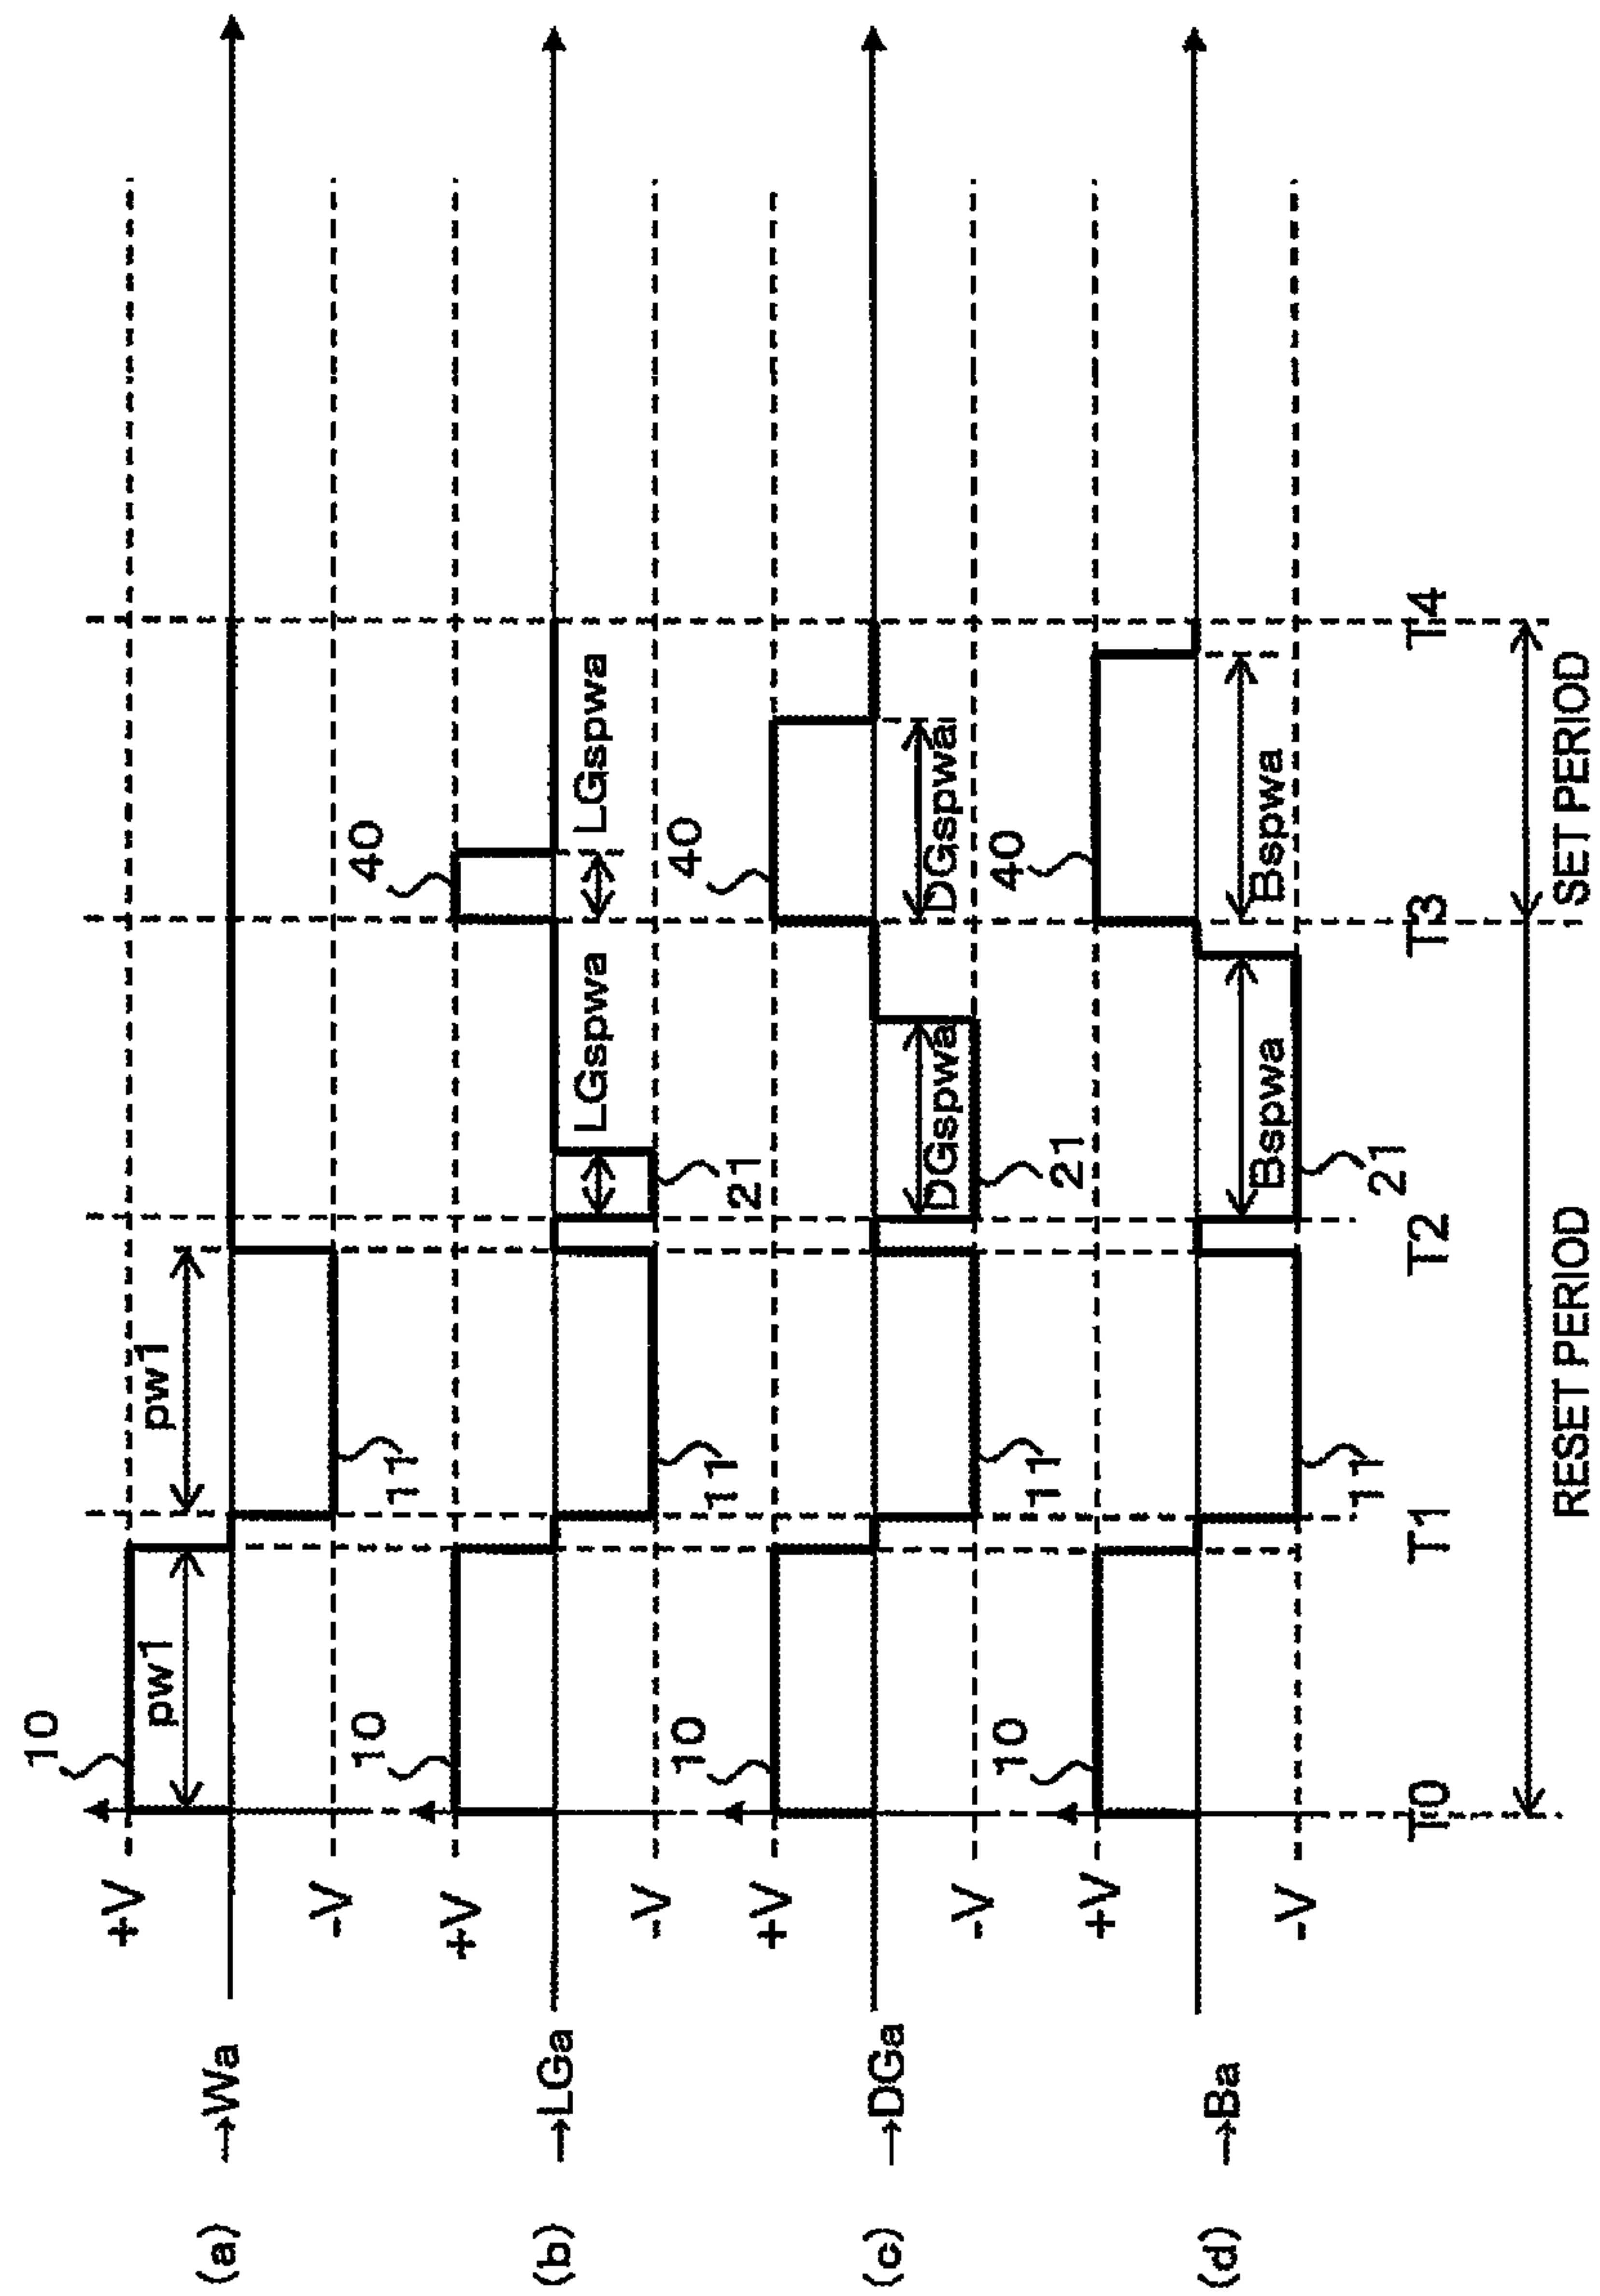 (a) →Wa
+V
-V
10
pw1
pw1
11
(b) →LGa
+V
-V
10
11
21
LGspwa
40
LGspwa
(c) →DGa
+V
-V
10
11
21
DGspwa
40
DGspwa
(d) →Ba
+V
-V
10
11
21
Bspwa
40
Bspwa
T0 T1 T2 T3 T4
RESET PERIOD SET PERIOD